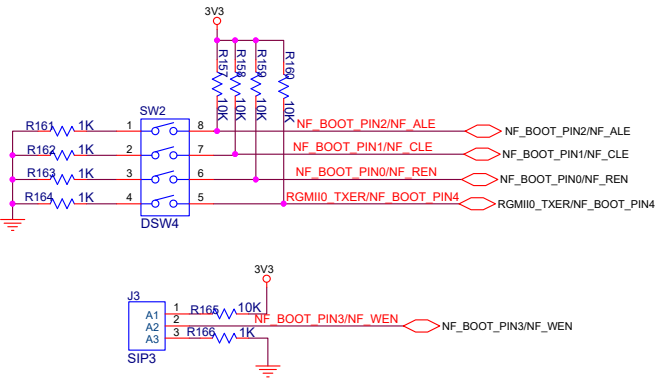 3V3
R157
R158
R159
R160
10K
10K
10K
10K
SW2
R161
1K
1
8
NF_BOOT_PIN2/NF_ALE
NF_BOOT_PIN2/NF_ALE
R162
1K
2
7
NF_BOOT_PIN1/NF_CLE
NF_BOOT_PIN1/NF_CLE
R163
1K
3
6
NF_BOOT_PIN0/NF_REN
NF_BOOT_PIN0/NF_REN
R164
1K
4
5
RGMII0_TXER/NF_BOOT_PIN4
RGMII0_TXER/NF_BOOT_PIN4
DSW4
3V3
J3
A1
1
R165
10K
A2
2
NF_BOOT_PIN3/NF_WEN
NF_BOOT_PIN3/NF_WEN
A3
3
R166
1K
SIP3